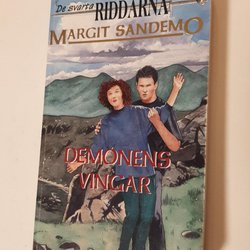 De svarta RIDDARNA
MARGIT SANDEMO
DEMONENS
VINGAR